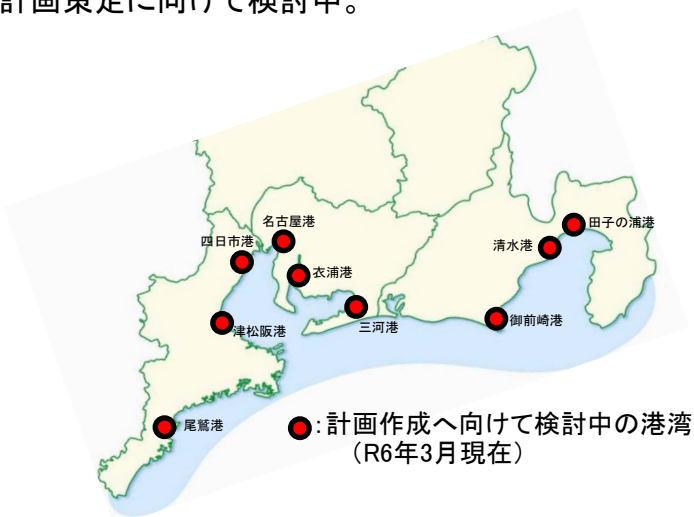 計画策定に向けて検討中。
名古屋港
四日市港
衣浦港
津松阪港
三河港
尾鷲港
田子の浦港
清水港
御前崎港
:計画作成へ向けて検討中の港湾
（R6年3月現在）